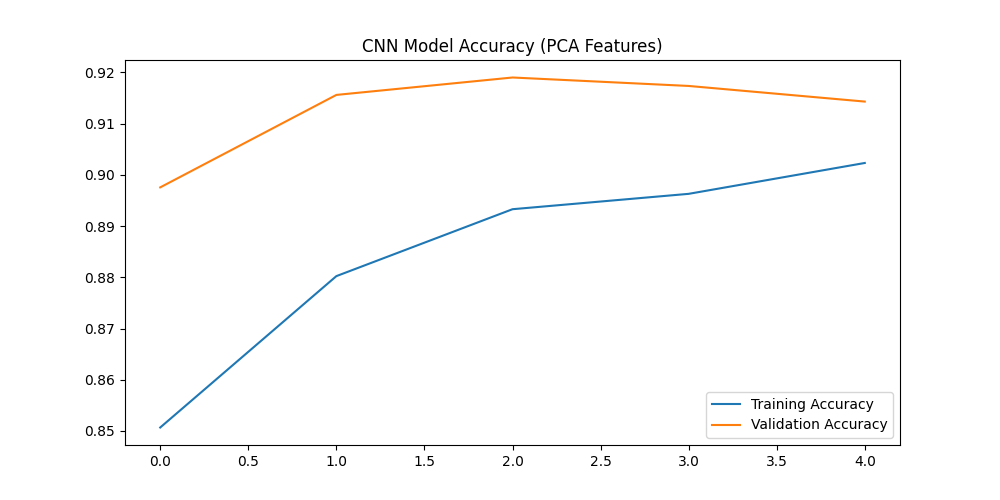 CNN Model Accuracy (PCA Features)
0.92
0.91
0.90
0.89
0.88
0.87
0.86
0.85
Training Accuracy
Validation Accuracy
0.0 0.5 1.0 1.5 2.0 2.5 3.0 3.5 4.0